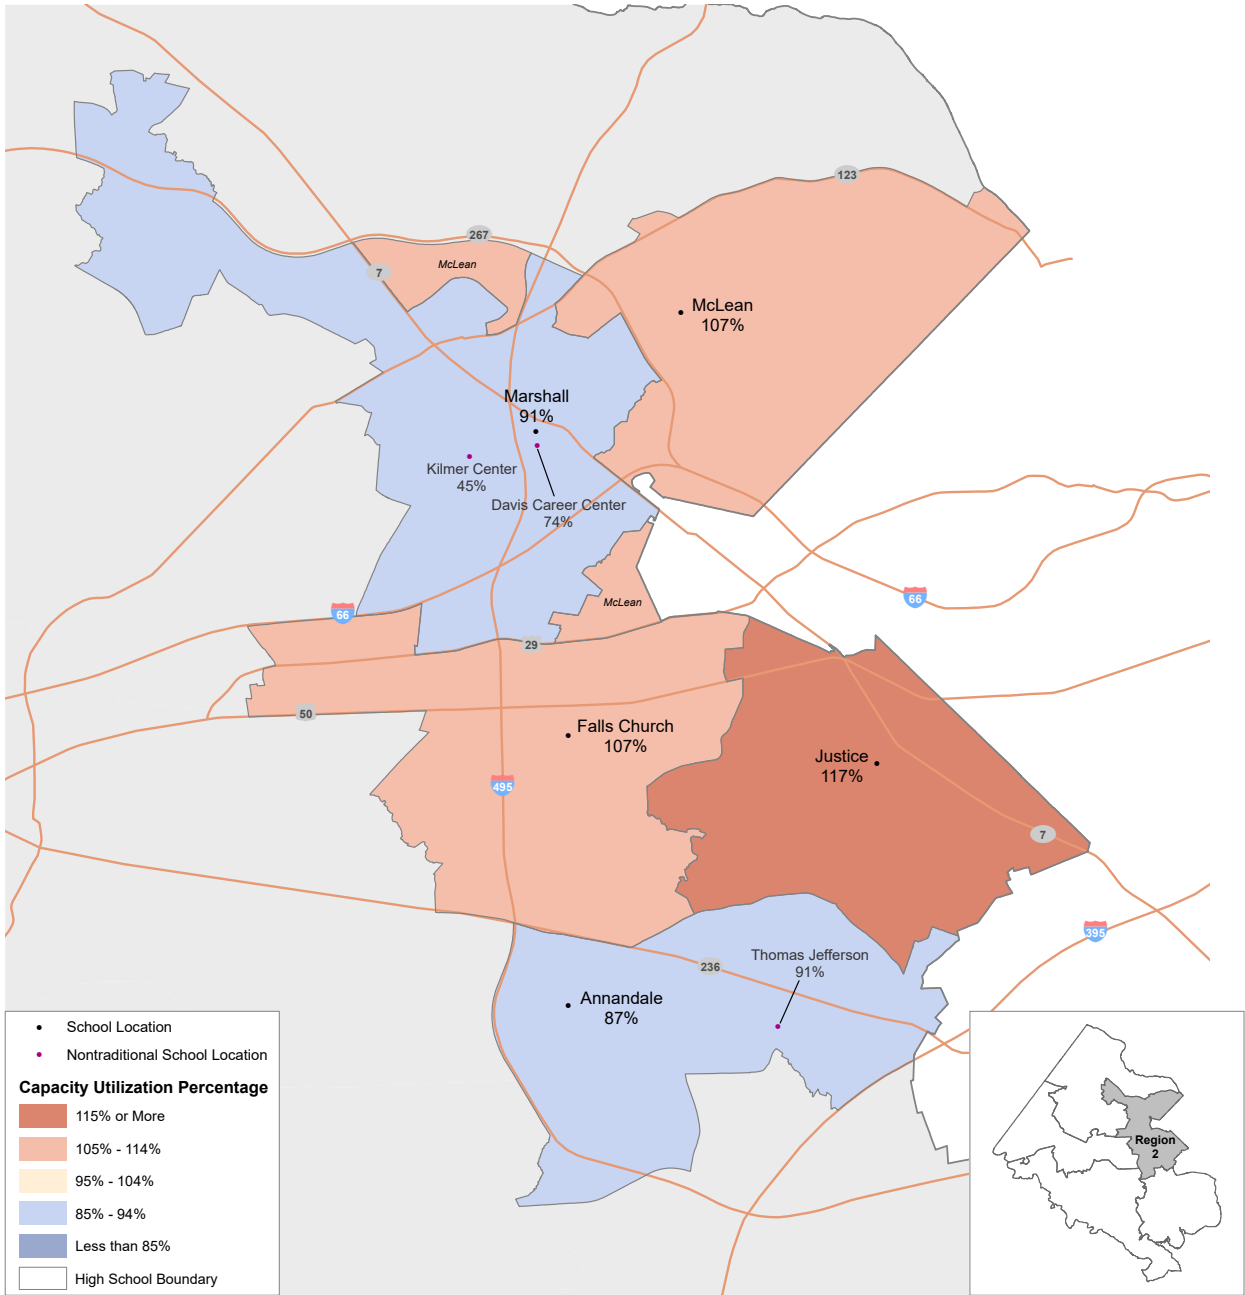 123
267
7
McLean
McLean
107%
Marshall
91%
Kilmer Center
45%
Davis Career Center
74%
McLean
66
66
29
50
Falls Church
107%
Justice
117%
495
7
395
236
Thomas Jefferson
91%
Annandale
87%
School Location
Nontraditional School Location
Capacity Utilization Percentage
115% or More
105% - 114%
95% - 104%
85% - 94%
Less than 85%
High School Boundary
Region
2